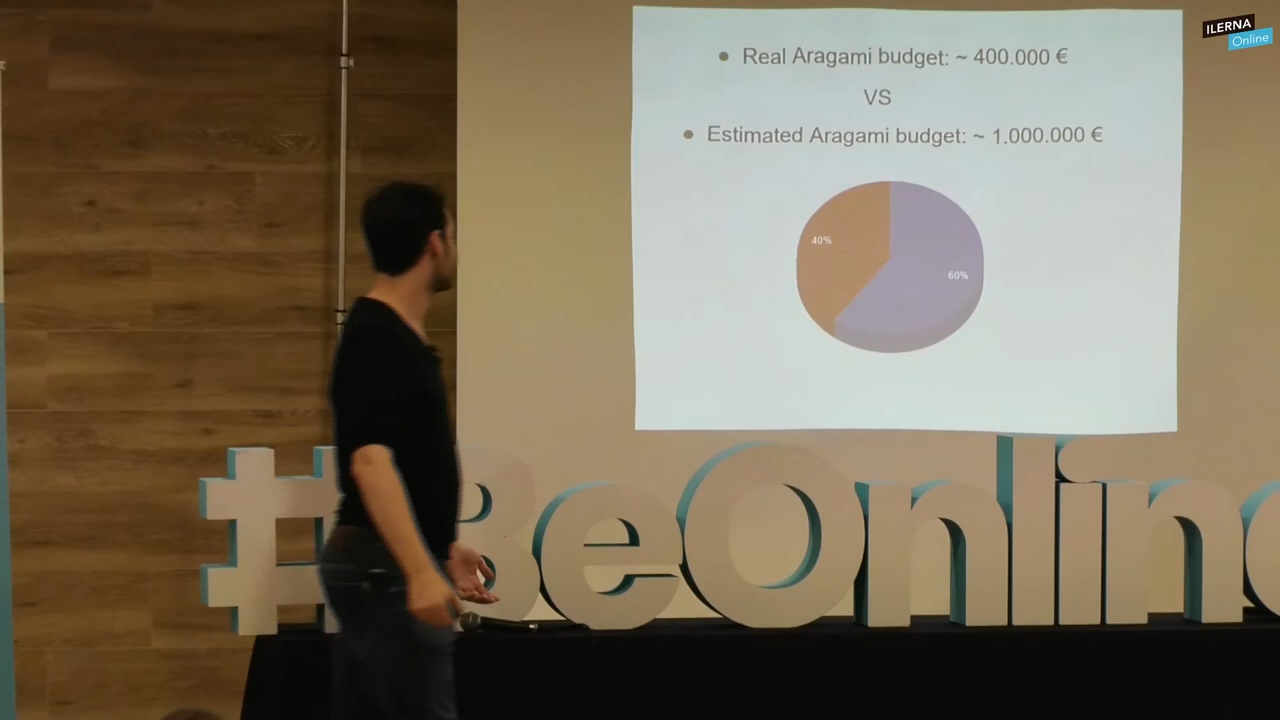 ILERNA
Online
• Real Aragami budget: ~ 400.000 €
VS
• Estimated Aragami budget: ~ 1.000.000 €
40%
60%
#BeOnline